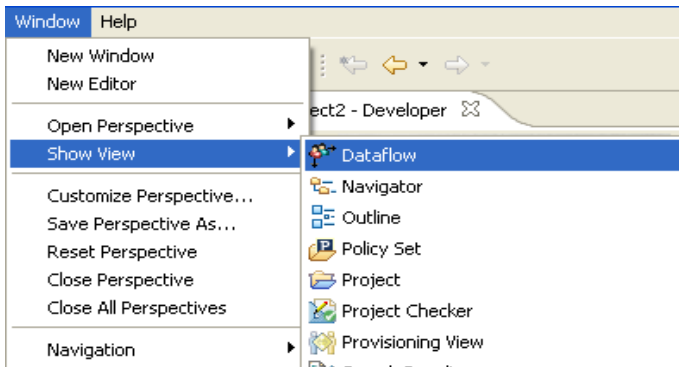 Window Help
New Window
New Editor
ect2 - Developer
Open Perspective
Show View
Dataflow
Navigator
Customize Perspective...
Outline
Save Perspective As...
Policy Set
Reset Perspective
Project
Close Perspective
Close All Perspectives
Project Checker
Provisioning View
Navigation